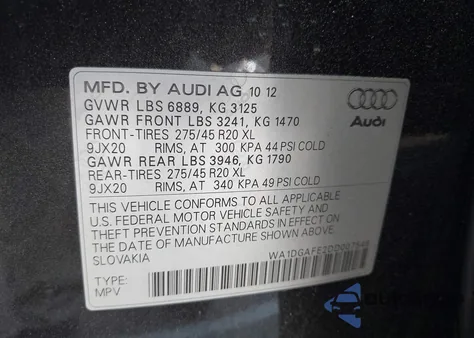 MFD. BY AUDI AG 10 12
GVWR LBS 6889, KG 3125
GAWR FRONT LBS 3241, KG 1470
FRONT-TIRES 275/45 R20 XL
9JX20 RIMS, AT 300 KPA 44 PSI COLD
GAWR REAR LBS 3946, KG 1790
REAR-TIRES 275/45 R20 XL
9JX20 RIMS, AT 340 KPA 49 PSI COLD
Audi
THIS VEHICLE CONFORMS TO ALL APPLICABLE
U.S. FEDERAL MOTOR VEHICLE SAFETY AND
THEFT PREVENTION STANDARDS IN EFFECT ON
THE DATE OF MANUFACTURE SHOWN ABOVE
SLOVAKIA
TYPE:
MPV